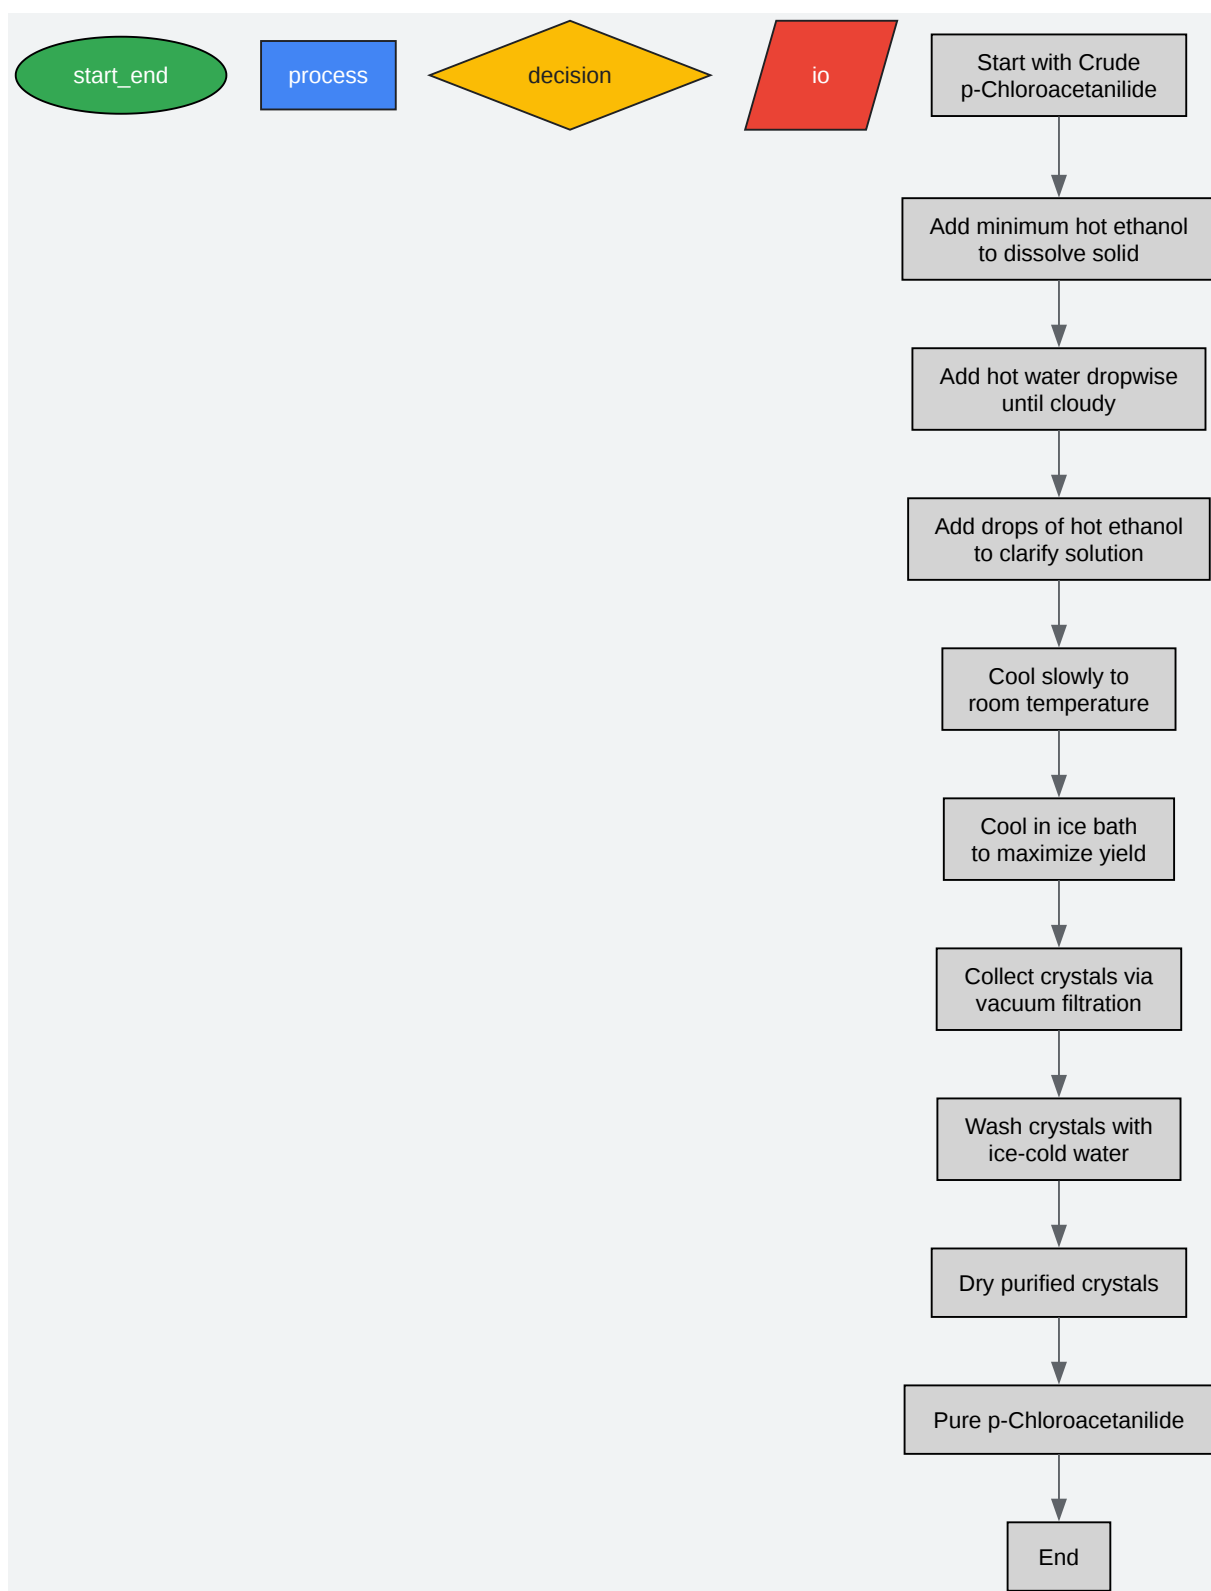 start_end
process
decision
io
Start with Crude
p-Chloroacetanilide
Add minimum hot ethanol
to dissolve solid
Add hot water dropwise
until cloudy
Add drops of hot ethanol
to clarify solution
Cool slowly to
room temperature
Cool in ice bath
to maximize yield
Collect crystals via
vacuum filtration
Wash crystals with
ice-cold water
Dry purified crystals
Pure p-Chloroacetanilide
End